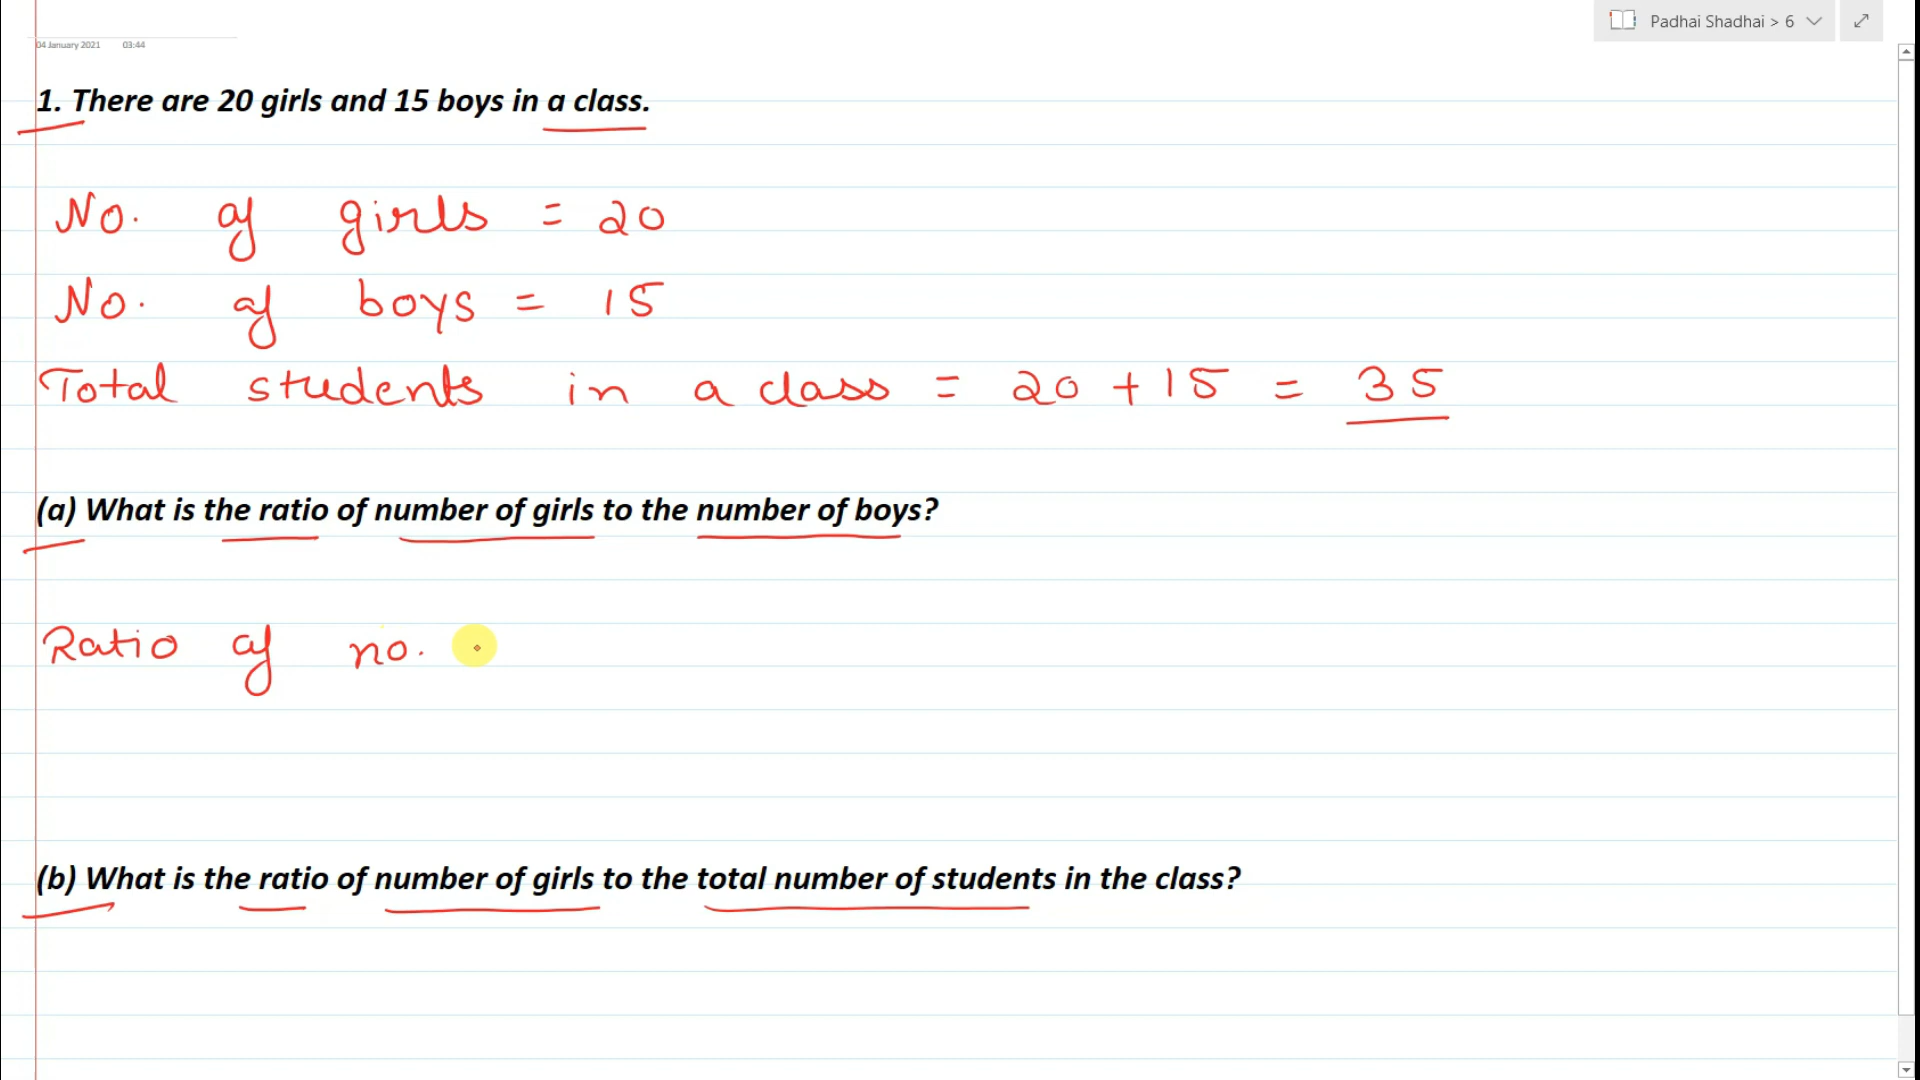 Padhai Shadhai > 6
04 January 2021 03:44
1. There are 20 girls and 15 boys in a class.
No. of girls = 20
No. of boys = 15
Total students in a class = 20 + 15 = 35
(a) What is the ratio of number of girls to the number of boys?
Ratio of no.
(b) What is the ratio of number of girls to the total number of students in the class?